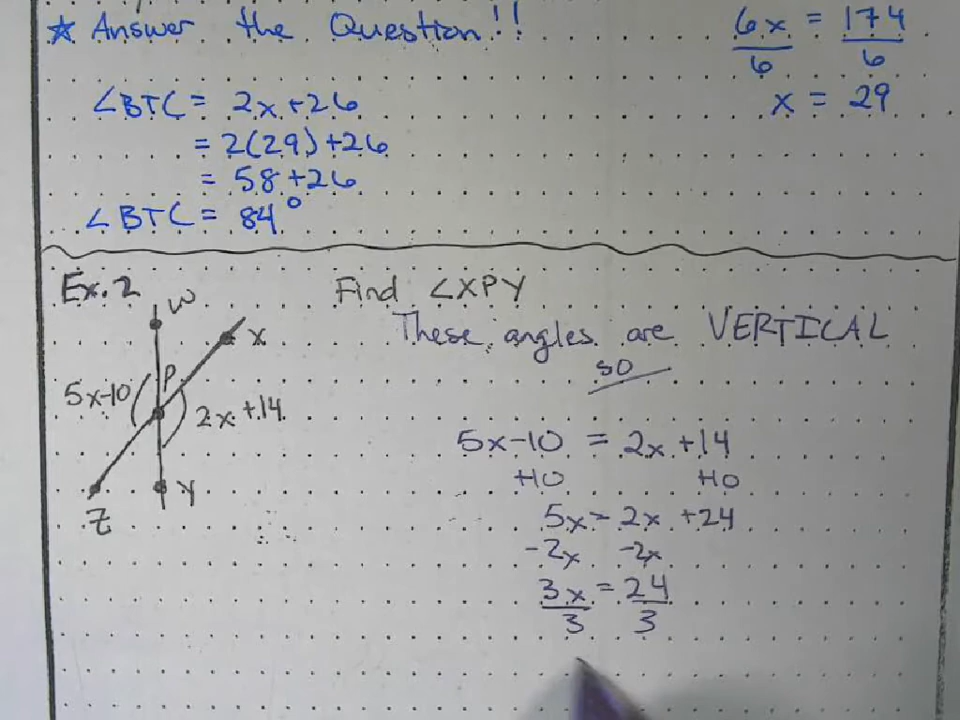 ★ Answer the Question!!
6x = 174
6 6
x = 29
∠BTC = 2x+26
= 2(29)+26
= 58+26
∠BTC = 84°
Ex. 2
Find ∠XPY
These angles are VERTICAL
so
W
X
P
5x-10
2x+14
Z
Y
5x-10 = 2x+14
+10 +10
5x = 2x +24
-2x -2x
3x = 24
3 3